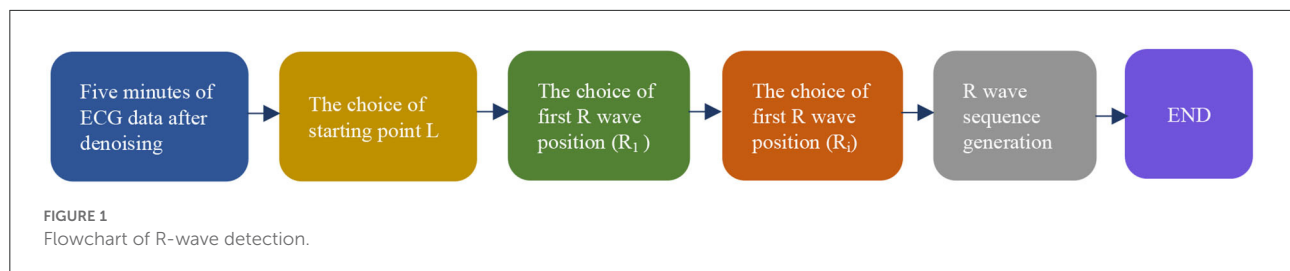 Five minutes of
ECG data after
denoising
The choice of
starting point L
The choice of
first R wave
position (R₁ )
The choice of
first R wave
position (Rᵢ)
R wave
sequence
generation
END
FIGURE 1
Flowchart of R-wave detection.